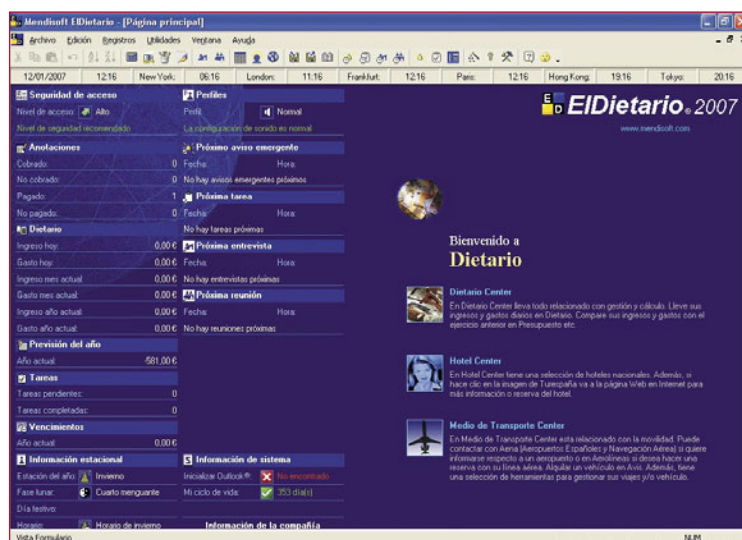 Mendisoft ElDietario - [Página principal]
Archivo Edición Registros Utilidades Ventana Ayuda
12/01/2007 12:16 New York: 06:16 London: 11:16 Frankfurt: 12:16 Paris: 12:16 Hong Kong: 19:16 Tokyo: 20:16
Seguridad de acceso
Nivel de acceso: Alto
Nivel de seguridad recomendado
Anotaciones
Cobrado: 0
No cobrado: 0
Pagado: 1
No pagado: 0
Dietario
Ingreso hoy: 0,00 €
Gasto hoy: 0,00 €
Ingreso mes actual: 0,00 €
Gasto mes actual: 0,00 €
Ingreso año actual: 0,00 €
Gasto año actual: 0,00 €
Previsión del año
Año actual: -581,00 €
Tareas
Tareas pendientes: 0
Tareas completadas: 0
Vencimientos
Año actual: 0,00 €
Información estacional
Estación del año: Invierno
Fase lunar: Cuarto menguante
Día festivo:
Horario: Horario de invierno
Perfiles
Perfil: Normal
La configuración de sonido es normal
Próximo aviso emergente
Fecha: Hora:
No hay avisos emergentes próximos
Próxima tarea
Fecha: Hora:
No hay tareas próximas
Próxima entrevista
Fecha: Hora:
No hay entrevistas próximas
Próxima reunión
Fecha: Hora:
No hay reuniones próximas
Información de sistema
Inicializar Outlook ®: No encontrado
Mi ciclo de vida: 353 día(s)
Información de la compañía
ED ElDietario® 2007
www.mendisoft.com
Bienvenido a
Dietario
Dietario Center
En Dietario Center lleva todo relacionado con gestión y cálculo. Lleve sus
ingresos y gastos diarios en Dietario. Compare sus ingresos y gastos con el
ejercicio anterior en Presupuesto etc.
Hotel Center
En Hotel Center tiene una selección de hoteles nacionales. Además, si
hace clic en la imagen de Turespaña va a la página Web en Internet para
más información o reserva del hotel.
Medio de Transporte Center
En Medio de Transporte Center esta relacionado con la movilidad. Puede
contactar con Aena (Aeropuertos Españoles y Navegación Aérea) si quiere
informarse respecto a un aeropuerto o en Aerolíneas si desea hacer una
reserva con su línea aérea. Alquilar un vehículo en Avis. Además, tiene
una selección de herramientas para gestionar sus viajes y/o vehículo.
Vista Formulario NUM